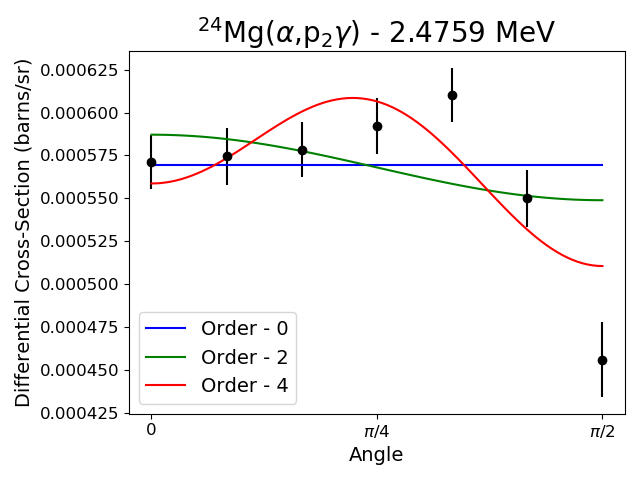 ²⁴Mg(α,p₂γ) - 2.4759 MeV
Differential Cross-Section (barns/sr)
0.000625
0.000600
0.000575
0.000550
0.000525
0.000500
0.000475
0.000450
0.000425
Order - 0
Order - 2
Order - 4
0 π/4 π/2
Angle